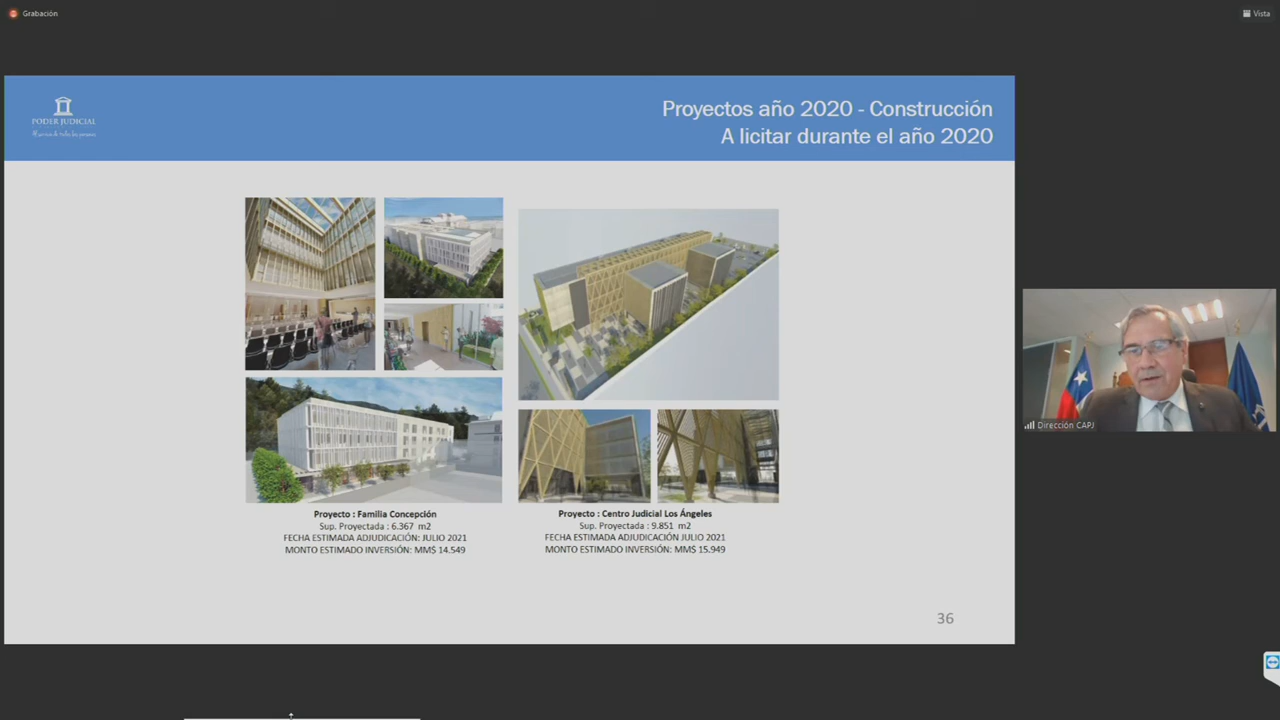 Grabación
Vista
PODER JUDICIAL
Proyectos año 2020 - Construcción
A licitar durante el año 2020
Proyecto : Familia Concepción
Sup. Proyectada : 6.367 m2
FECHA ESTIMADA ADJUDICACIÓN: JULIO 2021
MONTO ESTIMADO INVERSIÓN: MM$ 14.549
Proyecto : Centro Judicial Los Ángeles
Sup. Proyectada : 9.851 m2
FECHA ESTIMADA ADJUDICACIÓN JULIO 2021
MONTO ESTIMADO INVERSIÓN: MM$ 15.949
Dirección CAPJ
36